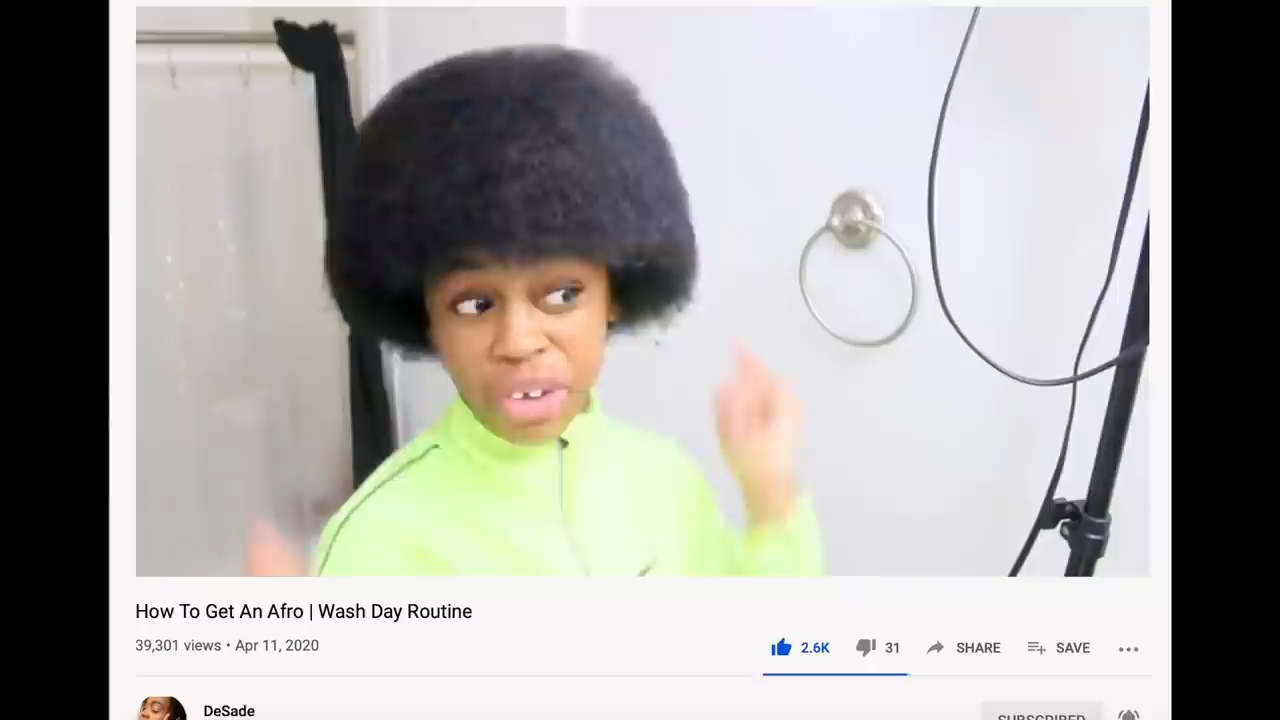 How To Get An Afro | Wash Day Routine
39,301 views • Apr 11, 2020
2.6K 31 SHARE SAVE
DeSade
SUBSCRIBED